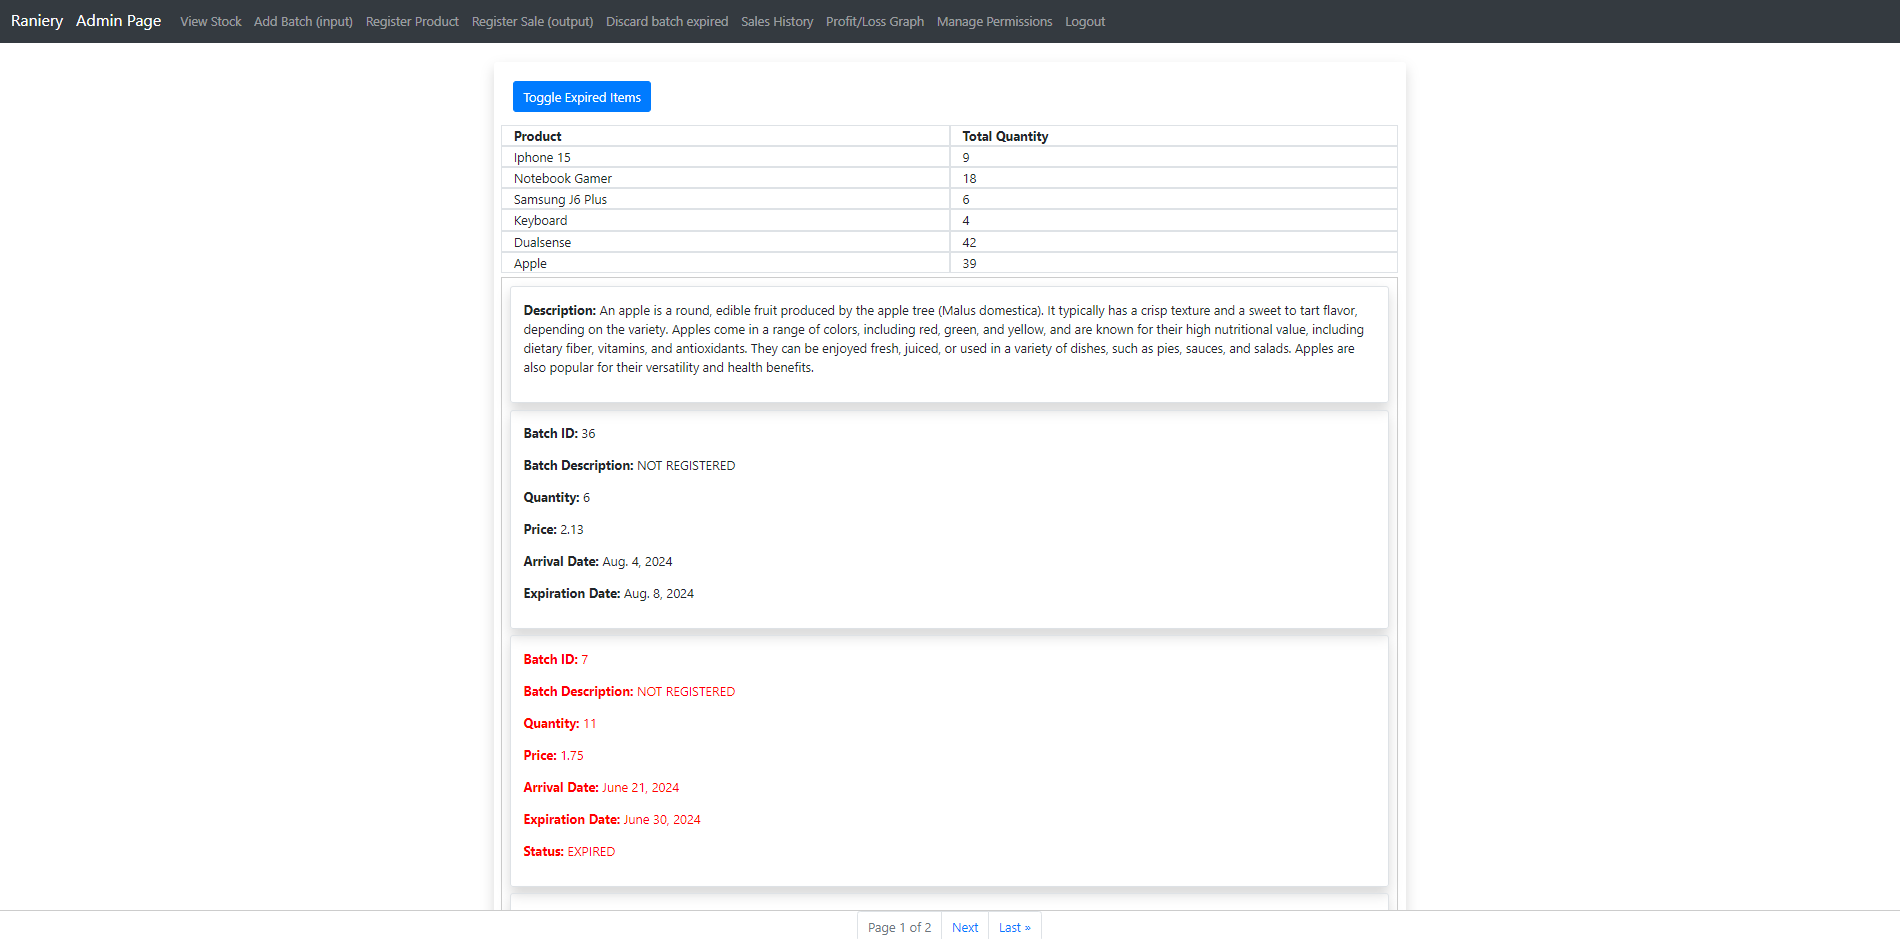 Raniery Admin Page View Stock Add Batch (input) Register Product Register Sale (output) Discard batch expired Sales History Profit/Loss Graph Manage Permissions Logout
Toggle Expired Items
Product Total Quantity
Iphone 15 9
Notebook Gamer 18
Samsung J6 Plus 6
Keyboard 4
Dualsense 42
Apple 39
Description: An apple is a round, edible fruit produced by the apple tree (Malus domestica). It typically has a crisp texture and a sweet to tart flavor,
depending on the variety. Apples come in a range of colors, including red, green, and yellow, and are known for their high nutritional value, including
dietary fiber, vitamins, and antioxidants. They can be enjoyed fresh, juiced, or used in a variety of dishes, such as pies, sauces, and salads. Apples are
also popular for their versatility and health benefits.
Batch ID: 36
Batch Description: NOT REGISTERED
Quantity: 6
Price: 2.13
Arrival Date: Aug. 4, 2024
Expiration Date: Aug. 8, 2024
Batch ID: 7
Batch Description: NOT REGISTERED
Quantity: 11
Price: 1.75
Arrival Date: June 21, 2024
Expiration Date: June 30, 2024
Status: EXPIRED
Page 1 of 2 Next Last »